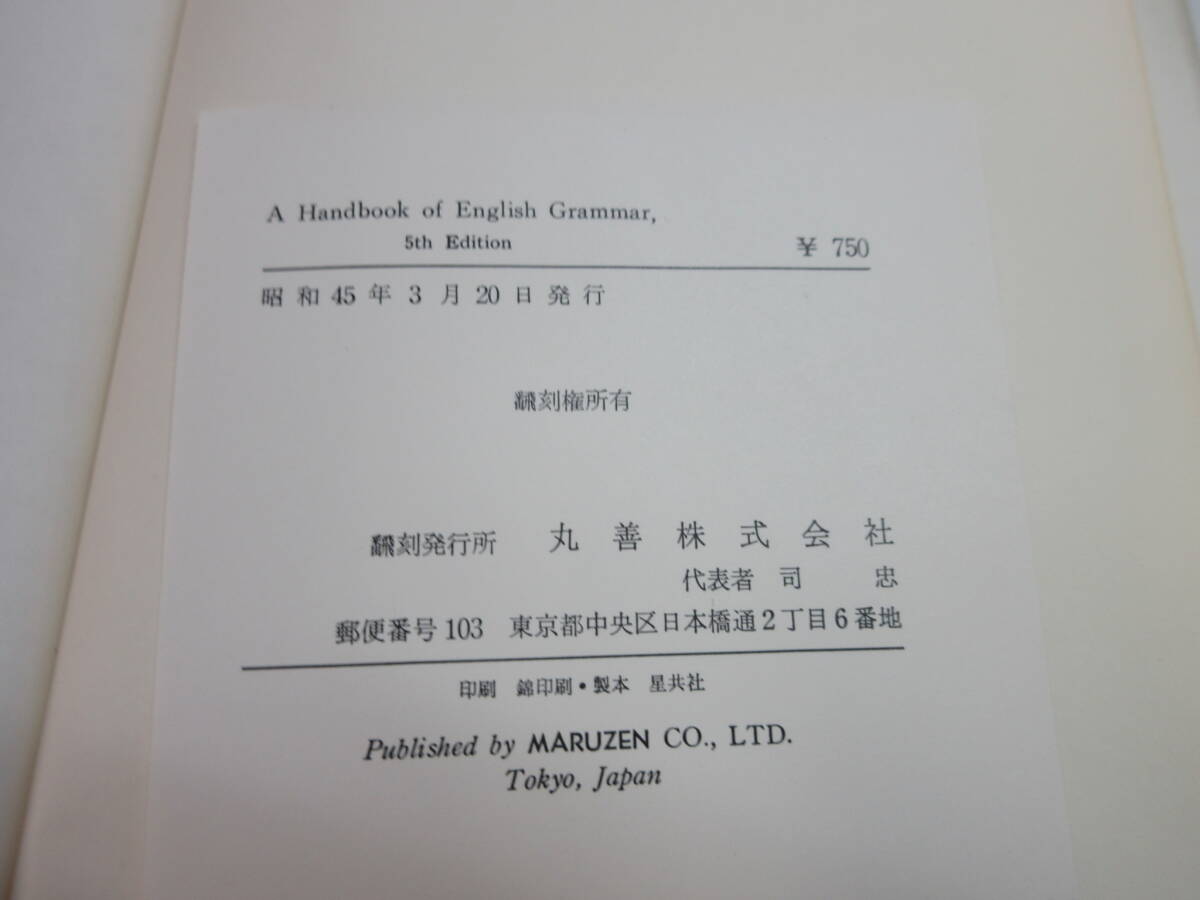 A Handbook of English Grammar,
5th Edition ¥ 750
昭和45年3月20日発行
飜刻権所有
飜刻発行所 丸善株式会社
代表者 司 忠
郵便番号103 東京都中央区日本橋通2丁目6番地
印刷 錦印刷・製本 星共社
Published by MARUZEN CO., LTD.
Tokyo, Japan